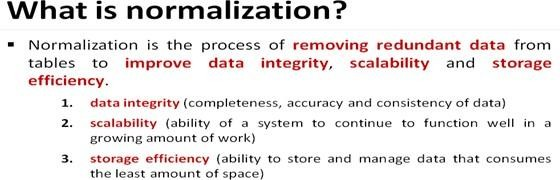 What is normalization?
▪ Normalization is the process of removing redundant data from
tables to improve data integrity, scalability and storage
efficiency.
1. data integrity (completeness, accuracy and consistency of data)
2. scalability (ability of a system to continue to function well in a
growing amount of work)
3. storage efficiency (ability to store and manage data that consumes
the least amount of space)